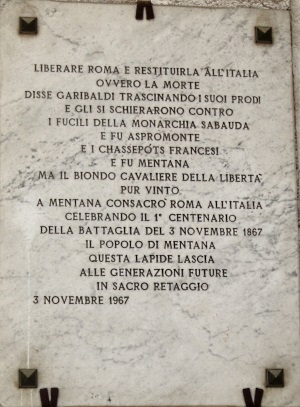 LIBERARE ROMA E RESTITUIRLA ALL'ITALIA
OVVERO LA MORTE
DISSE GARIBALDI TRASCINANDO I SUOI PRODI
E GLI SI SCHIERARONO CONTRO
I FUCILI DELLA MONARCHIA SABAUDA
E FU ASPROMONTE
E I CHASSEPÓTS FRANCESI
E FU MENTANA
MA IL BIONDO CAVALIERE DELLA LIBERTÀ
PUR VINTO
A MENTANA CONSACRÒ ROMA ALL'ITALIA
CELEBRANDO IL 1° CENTENARIO
DELLA BATTAGLIA DEL 3 NOVEMBRE 1867
IL POPOLO DI MENTANA
QUESTA LAPIDE LASCIA
ALLE GENERAZIONI FUTURE
IN SACRO RETAGGIO
3 NOVEMBRE 1967